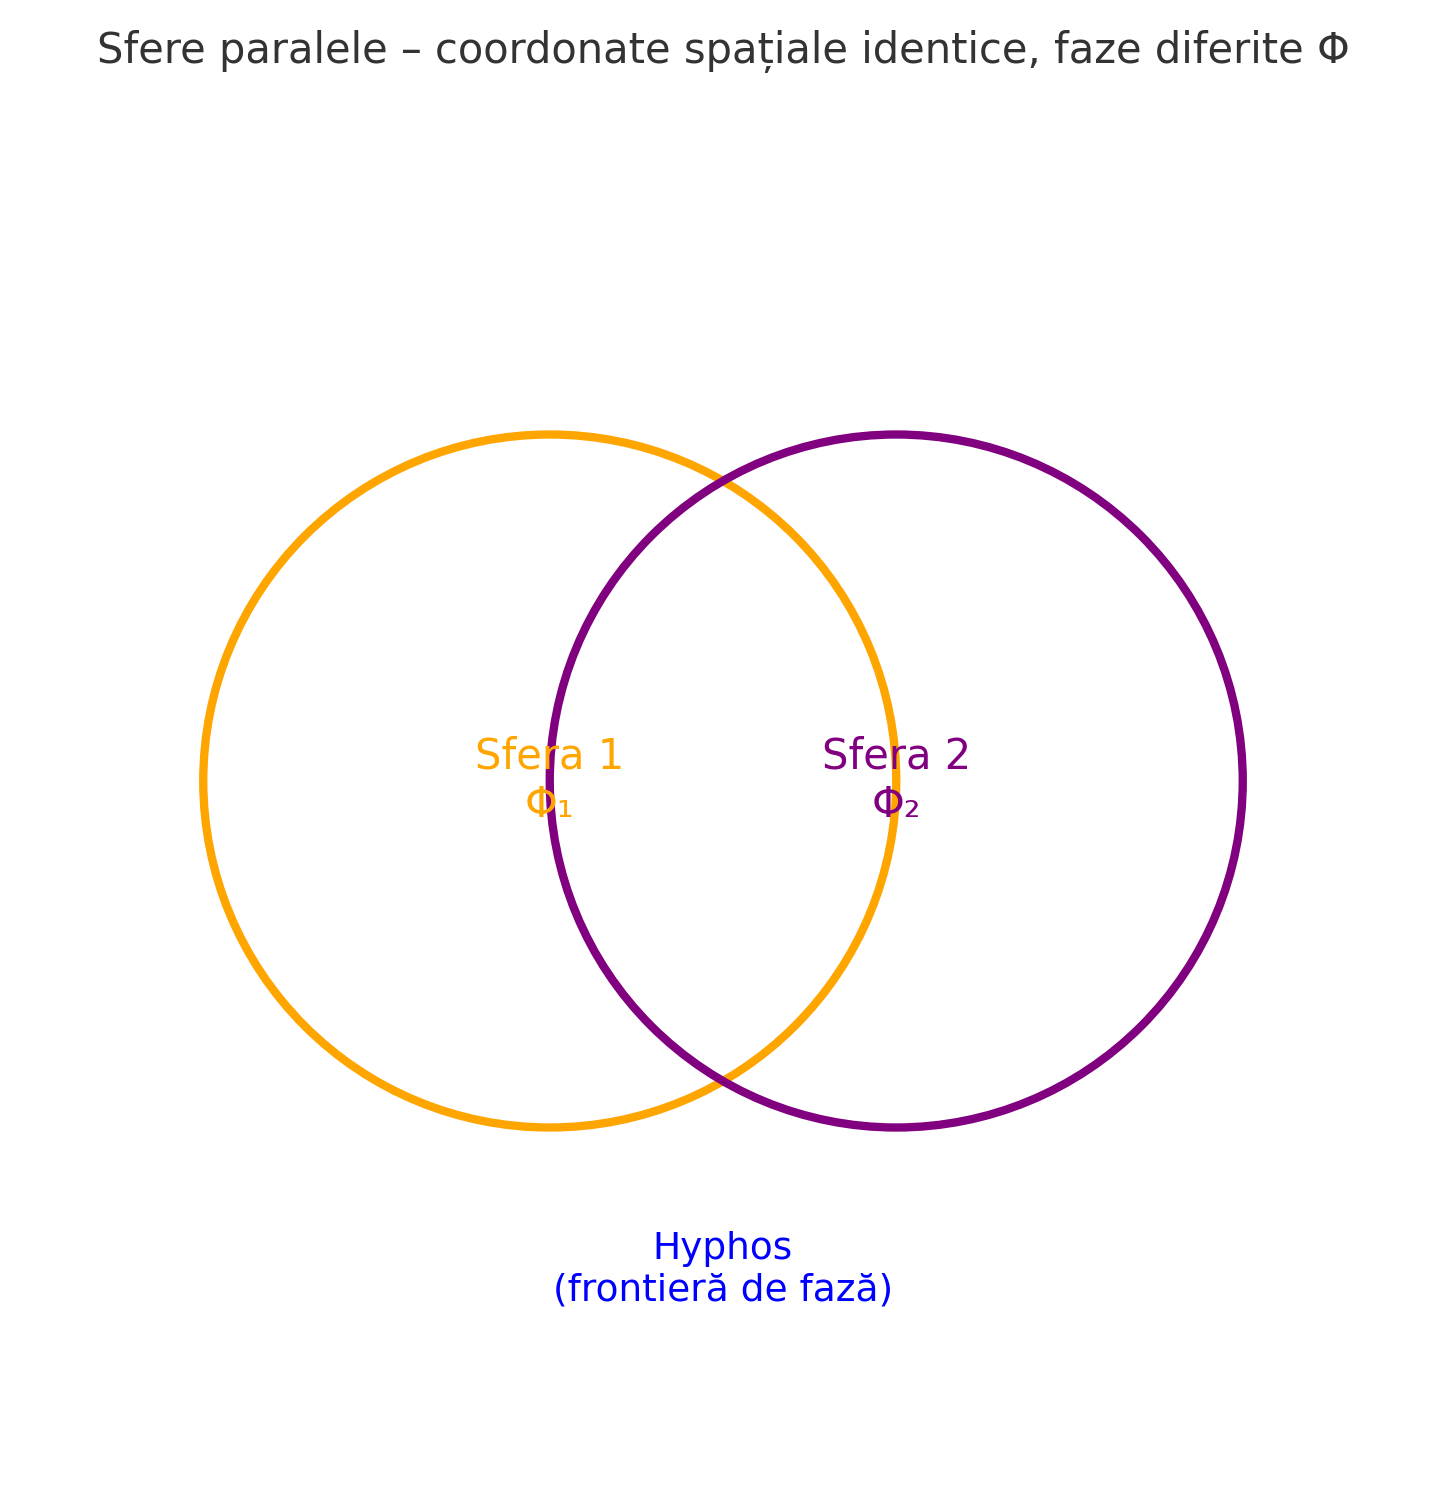 Sfere paralele – coordonate spațiale identice, faze diferite Φ
Sfera 1
Φ₁
Sfera 2
Φ₂
Hyphos
(frontieră de fază)